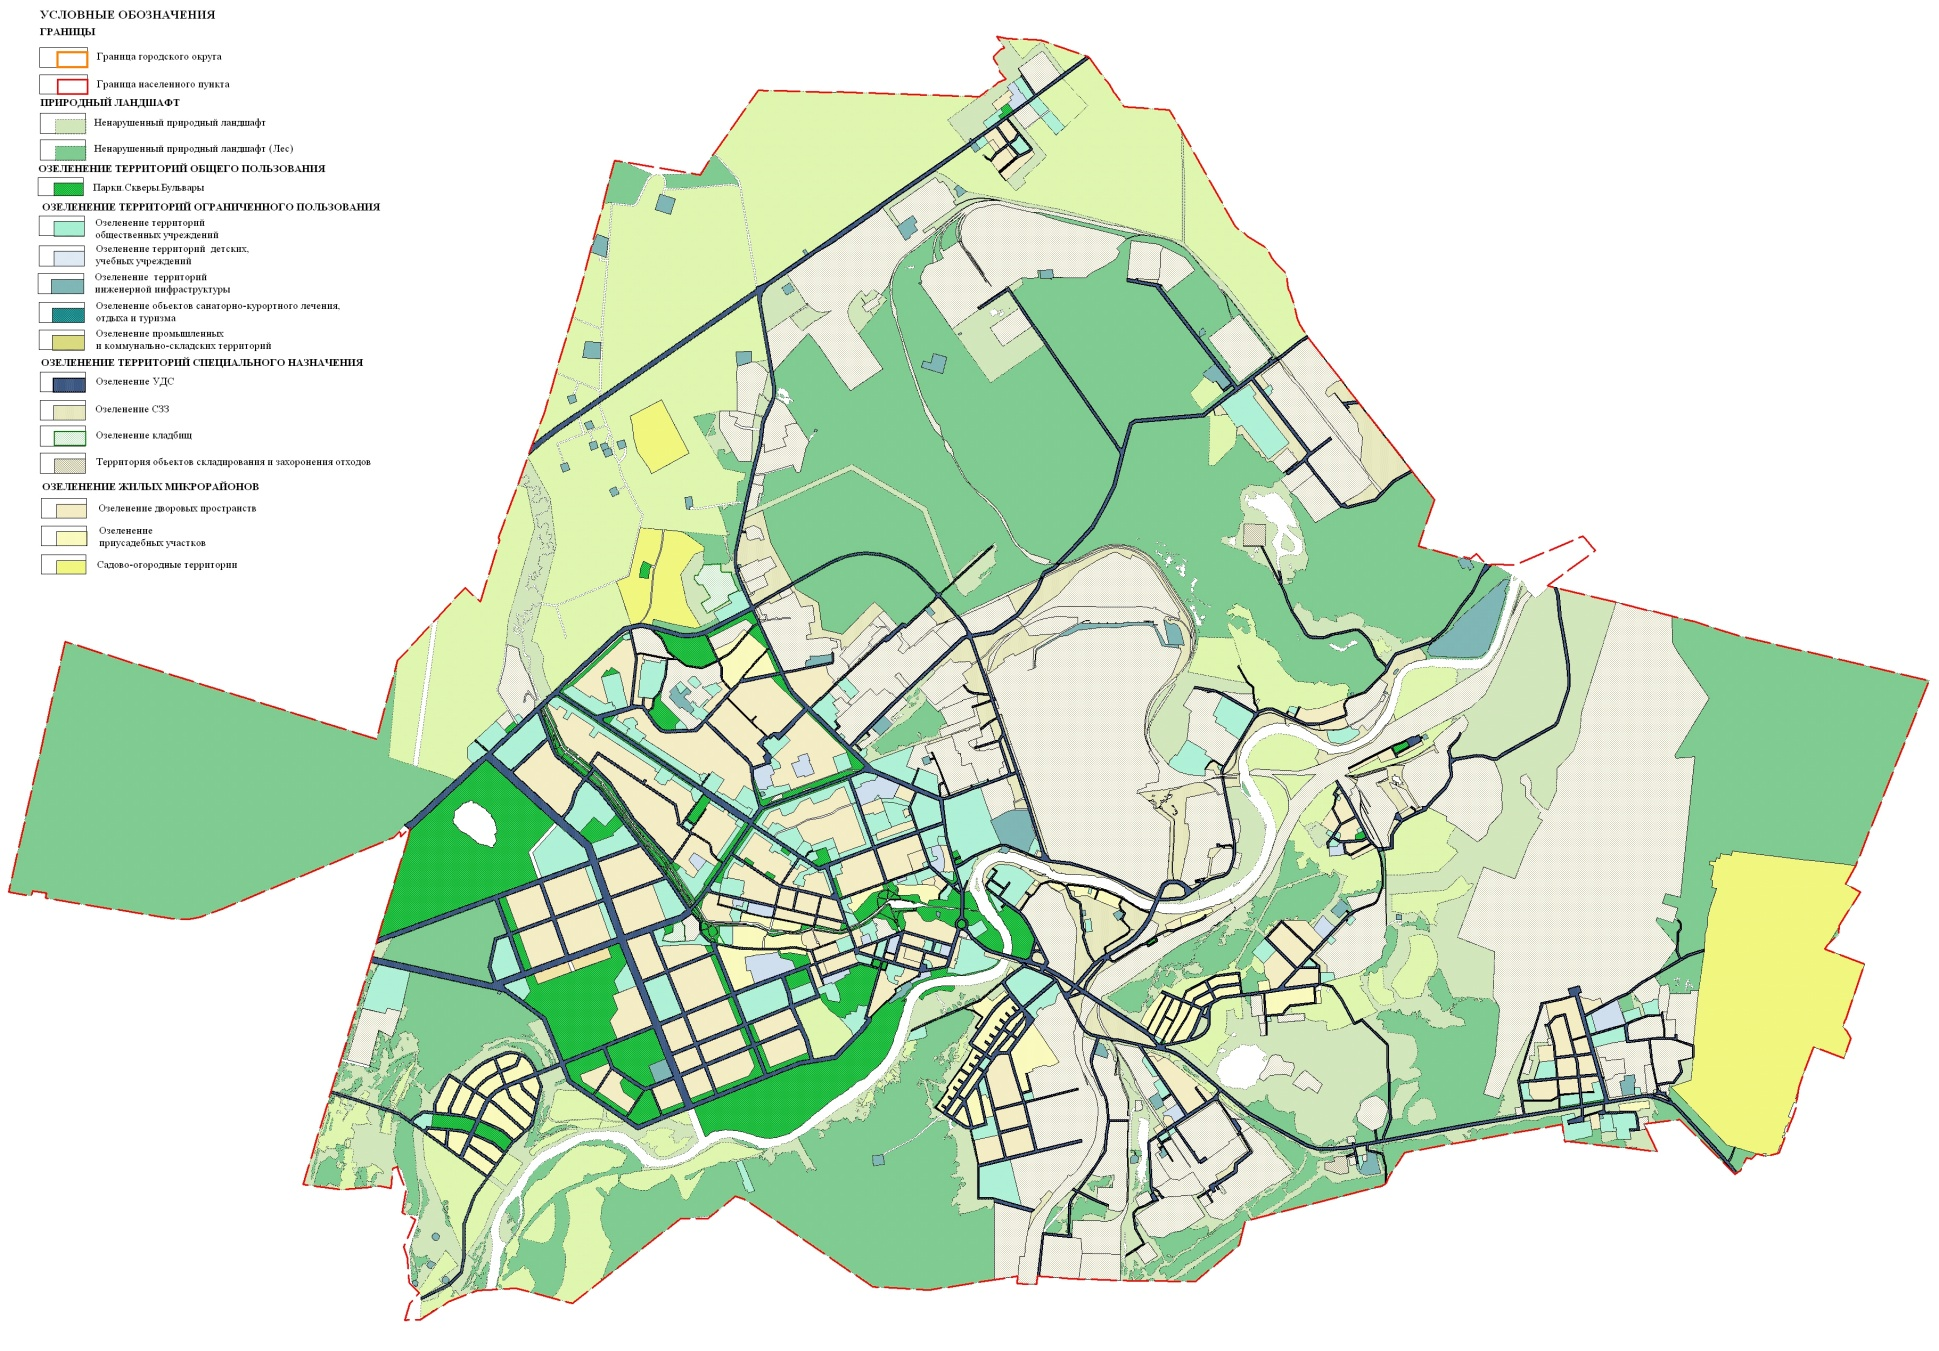 УСЛОВНЫЕ ОБОЗНАЧЕНИЯ
ГРАНИЦЫ
Граница городского округа
Граница населенного пункта
ПРИРОДНЫЙ ЛАНДШАФТ
Ненарушенный природный ландшафт
Ненарушенный природный ландшафт (Лес)
ОЗЕЛЕНЕНИЕ ТЕРРИТОРИЙ ОБЩЕГО ПОЛЬЗОВАНИЯ
Парки.Скверы.Бульвары
ОЗЕЛЕНЕНИЕ ТЕРРИТОРИЙ ОГРАНИЧЕННОГО ПОЛЬЗОВАНИЯ
Озеленение территорий
общественных учреждений
Озеленение территорий детских,
учебных учреждений
Озеленение территорий
инженерной инфраструктуры
Озеленение обьектов санаторно-курортного лечения,
отдыха и туризма
Озеленение промышленных
и коммунально-складских территорий
ОЗЕЛЕНЕНИЕ ТЕРРИТОРИЙ СПЕЦИАЛЬНОГО НАЗНАЧЕНИЯ
Озеленение УДС
Озеленение СЗЗ
Озеленение кладбищ
Территория обьектов складирования и захоронения отходов
ОЗЕЛЕНЕНИЕ ЖИЛЫХ МИКРОРАЙОНОВ
Озеленение дворовых пространств
Озеленение
приусадебных участков
Садово-огородные территории